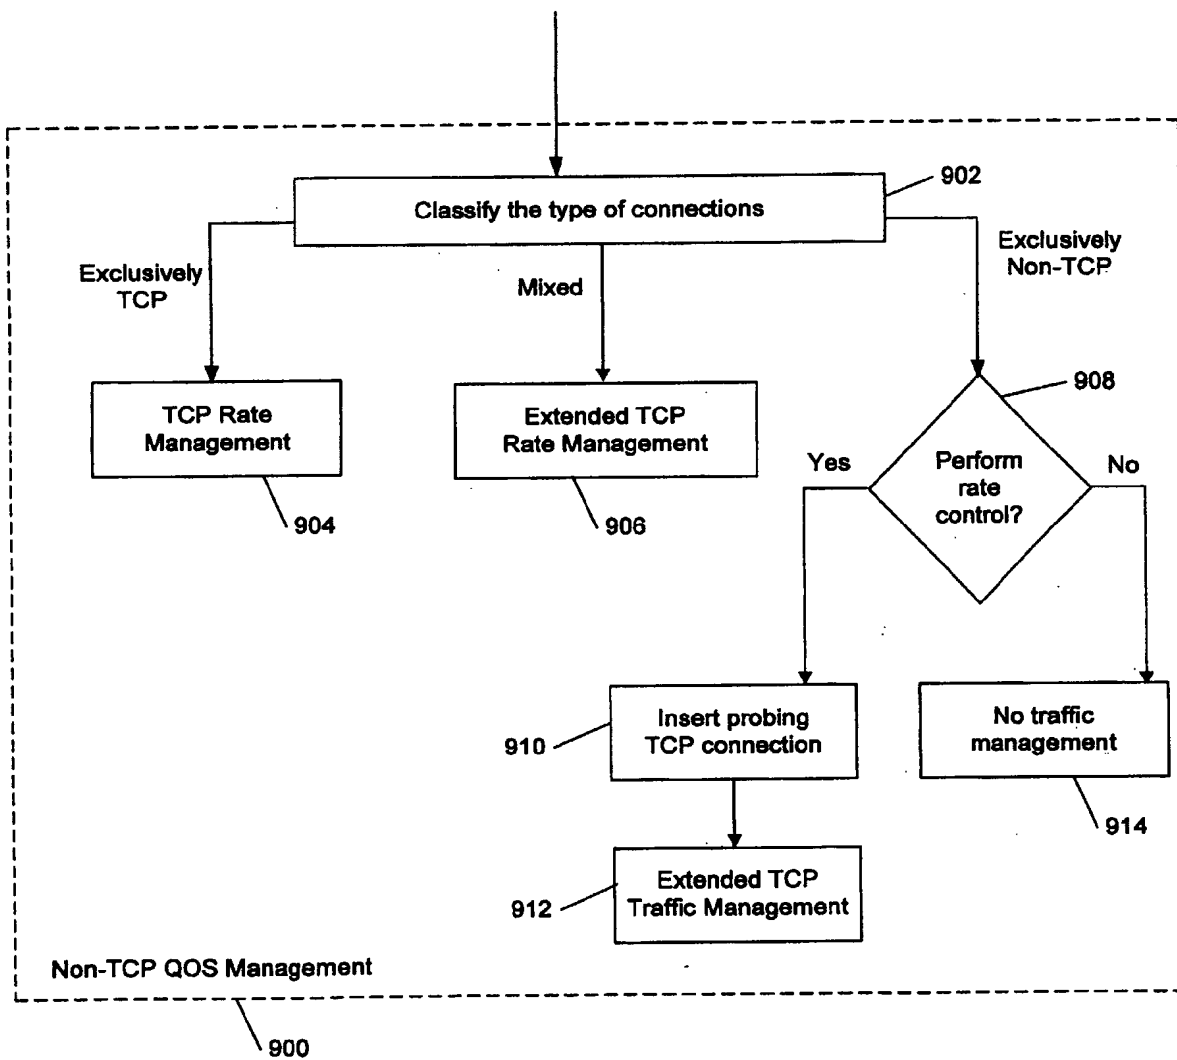 902
Classify the type of connections
Exclusively
TCP
Mixed
Exclusively
Non-TCP
TCP Rate
Management
904
Extended TCP
Rate Management
906
908
Perform
rate
control?
Yes
No
Insert probing
TCP connection
910
No traffic
management
914
Extended TCP
Traffic Management
912
Non-TCP QOS Management
900